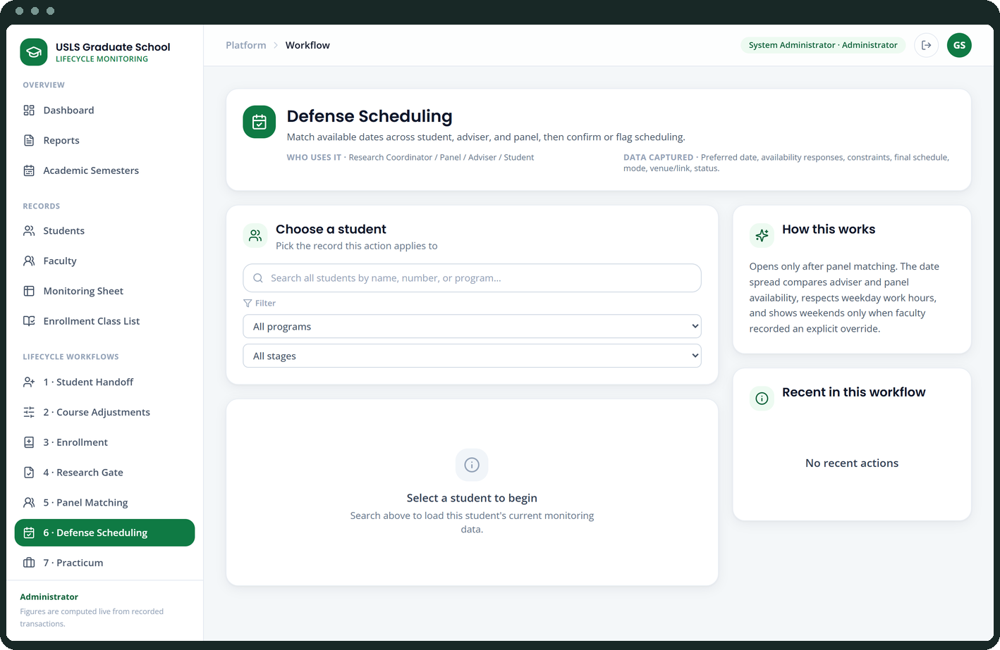 USLS Graduate School
LIFECYCLE MONITORING
OVERVIEW
Dashboard
Reports
Academic Semesters
RECORDS
Students
Faculty
Monitoring Sheet
Enrollment Class List
LIFECYCLE WORKFLOWS
1 · Student Handoff
2 · Course Adjustments
3 · Enrollment
4 · Research Gate
5 · Panel Matching
6 · Defense Scheduling
7 · Practicum
Administrator
Figures are computed live from recorded
transactions.
Platform > Workflow
System Administrator · Administrator
GS
Defense Scheduling
Match available dates across student, adviser, and panel, then confirm or flag scheduling.
WHO USES IT · Research Coordinator / Panel / Adviser / Student
DATA CAPTURED · Preferred date, availability responses, constraints, final schedule,
mode, venue/link, status.
Choose a student
Pick the record this action applies to
Search all students by name, number, or program...
Filter
All programs
All stages
Select a student to begin
Search above to load this student's current monitoring
data.
How this works
Opens only after panel matching. The date
spread compares adviser and panel
availability, respects weekday work hours,
and shows weekends only when faculty
recorded an explicit override.
Recent in this workflow
No recent actions